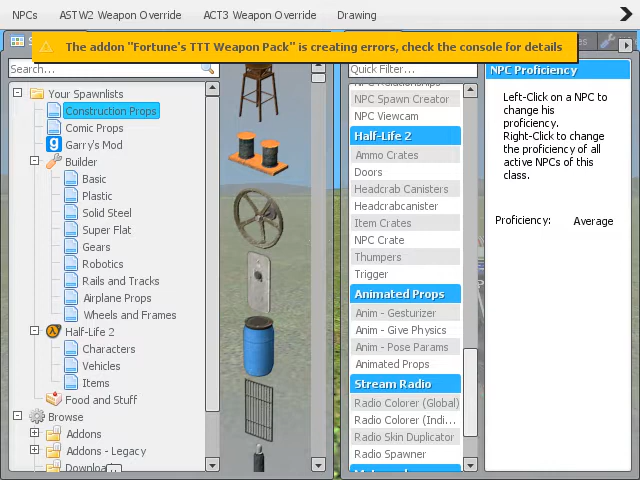 NPCs
ASTW2 Weapon Override
ACT3 Weapon Override
Drawing
The addon "Fortune's TTT Weapon Pack" is creating errors, check the console for details
Search...
Your Spawnlists
Construction Props
Comic Props
Garry's Mod
Builder
Basic
Plastic
Solid Steel
Super Flat
Gears
Robotics
Rails and Tracks
Airplane Props
Wheels and Frames
Half-Life 2
Characters
Vehicles
Items
Food and Stuff
Browse
Addons
Addons - Legacy
Quick Filter...
NPC Relationships
NPC Spawn Creator
NPC Viewcam
Half-Life 2
Ammo Crates
Doors
Headcrab Canisters
Headcrabcanister
Item Crates
NPC Crate
Thumpers
Trigger
Animated Props
Anim - Gesturizer
Anim - Give Physics
Anim - Pose Params
Animated Props
Stream Radio
Radio Colorer (Global)
Radio Colorer (Indi...
Radio Skin Duplicator
Radio Spawner
NPC Proficiency
Left-Click on a NPC to
change his
proficiency.
Right-Click to change
the proficiency of all
active NPCs of this
class.
Proficiency: Average